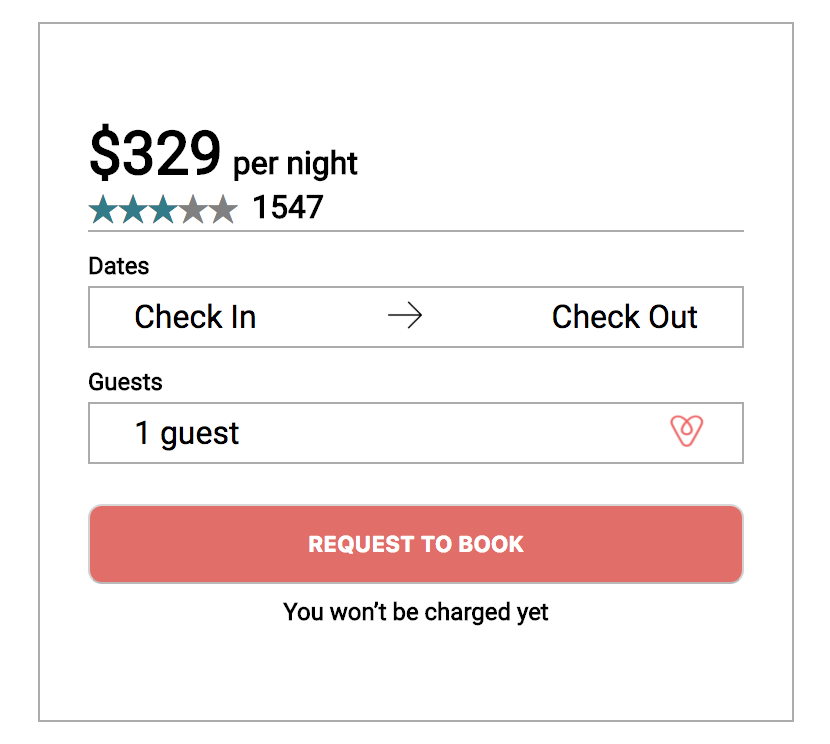 $329 per night
1547
Dates
Check In → Check Out
Guests
1 guest
REQUEST TO BOOK
You won’t be charged yet